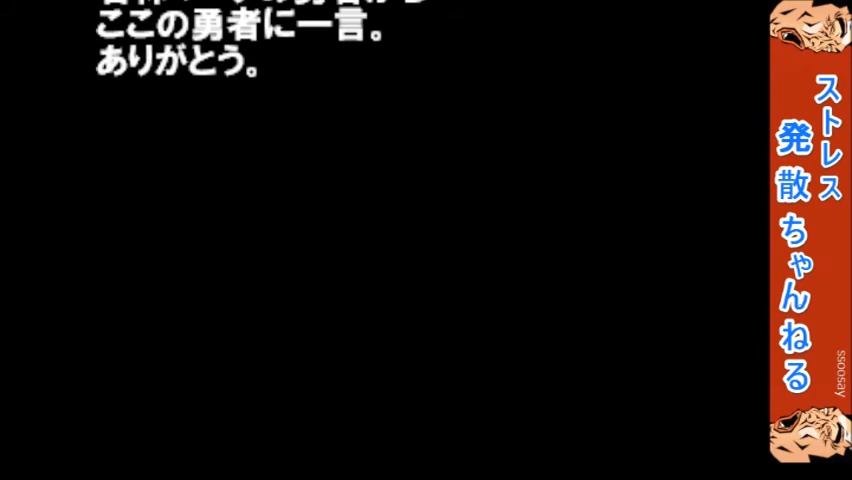 ここの勇者に一言。
ありがとう。
ストレス
発散ちゃんねる
ssoosay